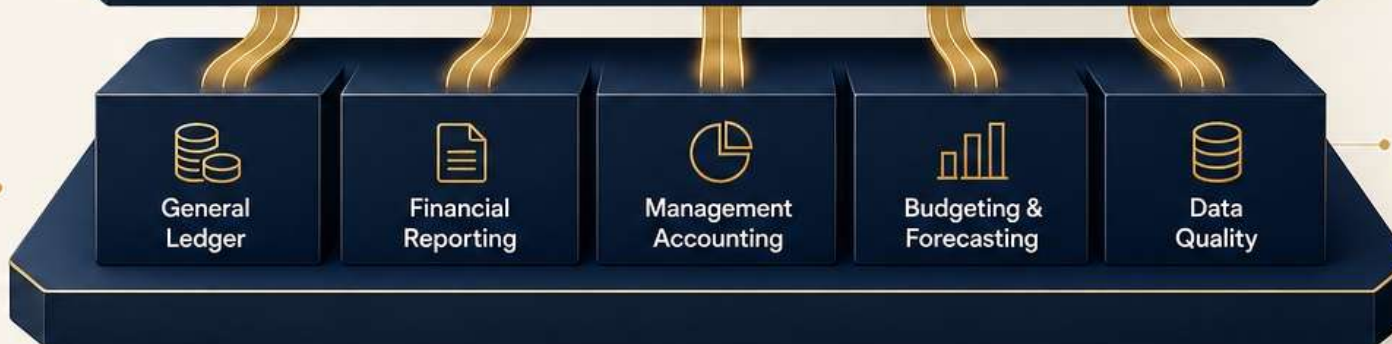 General
Ledger
Financial
Reporting
Management
Accounting
Budgeting &
Forecasting
Data
Quality